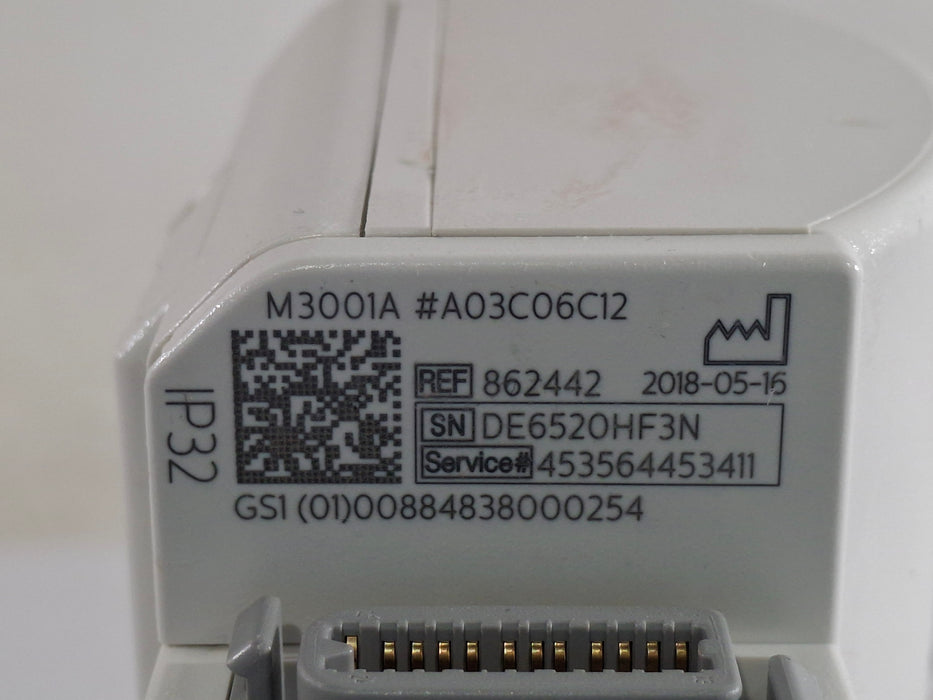 M3001A #A03C06C12
REF 862442 2018-05-16
SN DE6520HF3N
Service# 453564453411
GS1 (01)00884838000254
IP32